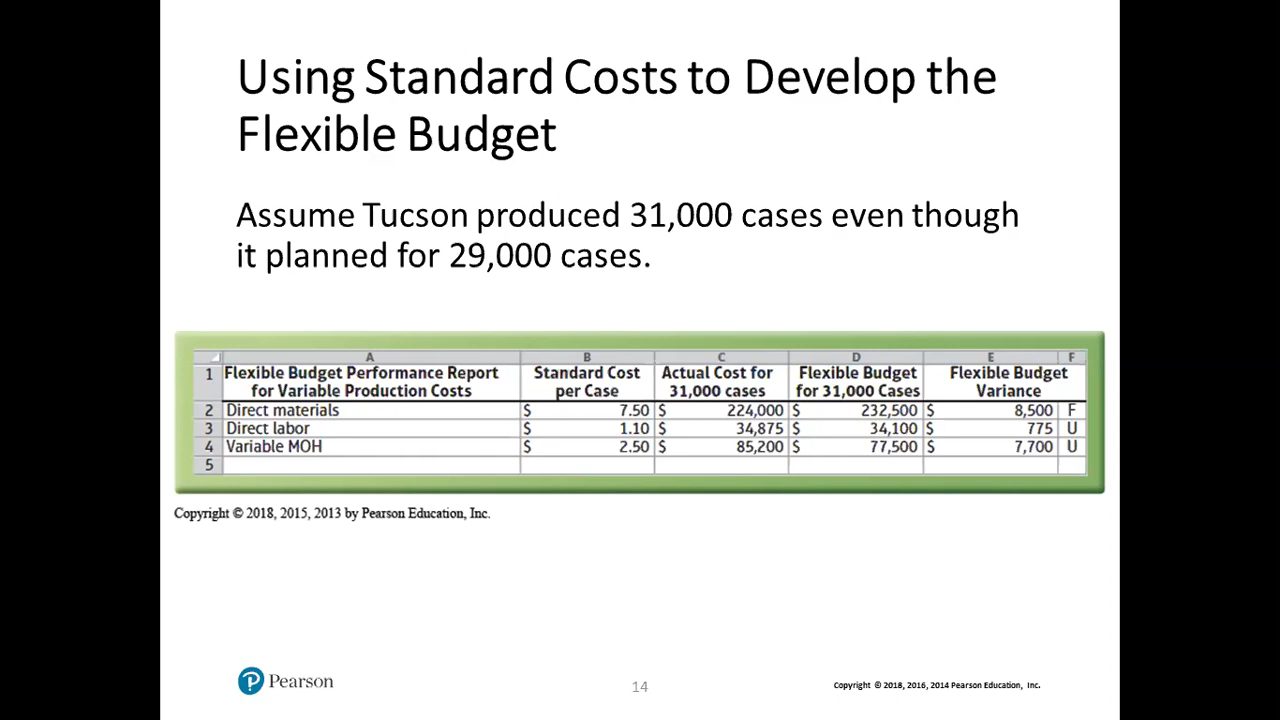 Using Standard Costs to Develop the
Flexible Budget
Assume Tucson produced 31,000 cases even though
it planned for 29,000 cases.
A B C D E F
1 Flexible Budget Performance Report Standard Cost Actual Cost for Flexible Budget Flexible Budget
for Variable Production Costs per Case 31,000 cases for 31,000 Cases Variance
2 Direct materials $ 7.50 $ 224,000 $ 232,500 $ 8,500 F
3 Direct labor $ 1.10 $ 34,875 $ 34,100 $ 775 U
4 Variable MOH $ 2.50 $ 85,200 $ 77,500 $ 7,700 U
5
Copyright © 2018, 2015, 2013 by Pearson Education, Inc.
P Pearson 14 Copyright © 2018, 2016, 2014 Pearson Education, Inc.